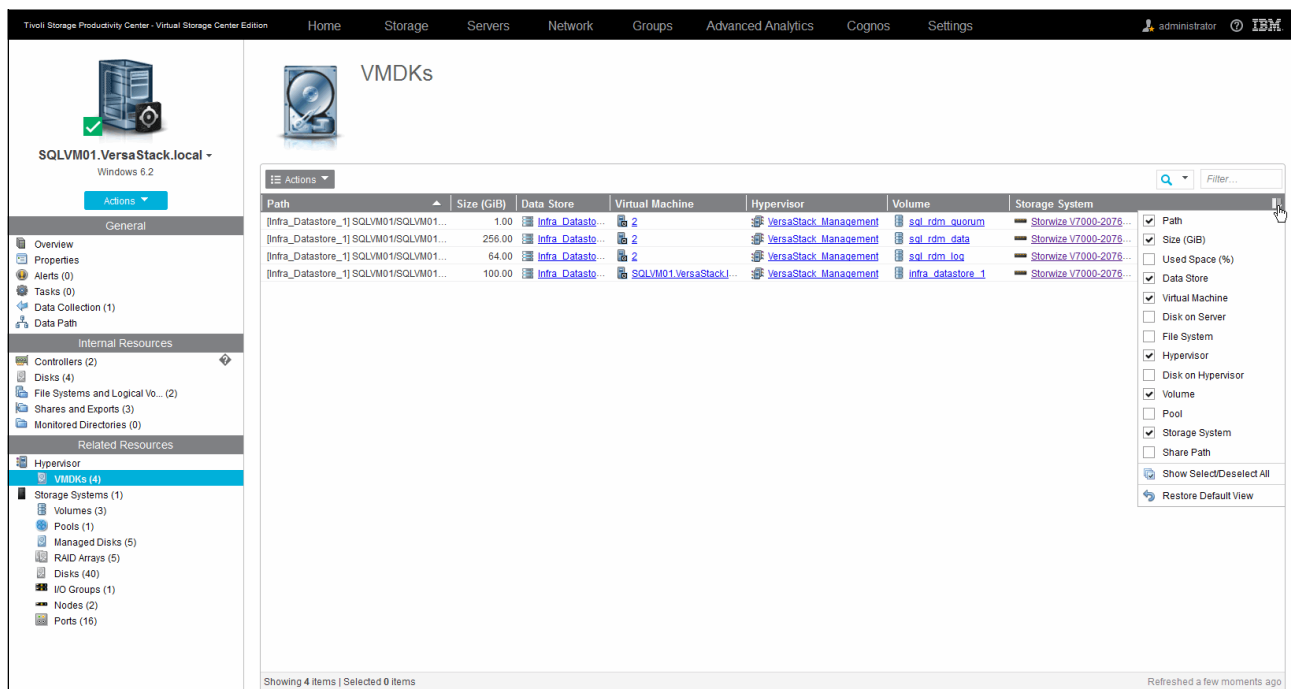 Tivoli Storage Productivity Center - Virtual Storage Center Edition Home Storage Servers Network Groups Advanced Analytics Cognos Settings administrator IBM.
SQLVM01.VersaStack.local
Windows 6.2
Actions
General
Overview
Properties
Alerts (0)
Tasks (0)
Data Collection (1)
Data Path
Internal Resources
Controllers (2)
Disks (4)
File Systems and Logical Vo... (2)
Shares and Exports (3)
Monitored Directories (0)
Related Resources
Hypervisor
VMDKs (4)
Storage Systems (1)
Volumes (3)
Pools (1)
Managed Disks (5)
RAID Arrays (5)
Disks (40)
I/O Groups (1)
Nodes (2)
Ports (16)
VMDKs
Actions Filter...
Path Size (GiB) Data Store Virtual Machine Hypervisor Volume Storage System
[Infra_Datastore_1] SQLVM01/SQLVM01... 1.00 Infra_Datasto... 2 VersaStack_Management sql_rdm_quorum Storwize V7000-2076...
[Infra_Datastore_1] SQLVM01/SQLVM01... 256.00 Infra_Datasto... 2 VersaStack_Management sql_rdm_data Storwize V7000-2076...
[Infra_Datastore_1] SQLVM01/SQLVM01... 64.00 Infra_Datasto... 2 VersaStack_Management sql_rdm_log Storwize V7000-2076...
[Infra_Datastore_1] SQLVM01/SQLVM01... 100.00 Infra_Datasto... SQLVM01.VersaStack.l... VersaStack_Management infra_datastore_1 Storwize V7000-2076...
Path
Size (GiB)
Used Space (%)
Data Store
Virtual Machine
Disk on Server
File System
Hypervisor
Disk on Hypervisor
Volume
Pool
Storage System
Share Path
Show Select/Deselect All
Restore Default View
Showing 4 items | Selected 0 items Refreshed a few moments ago